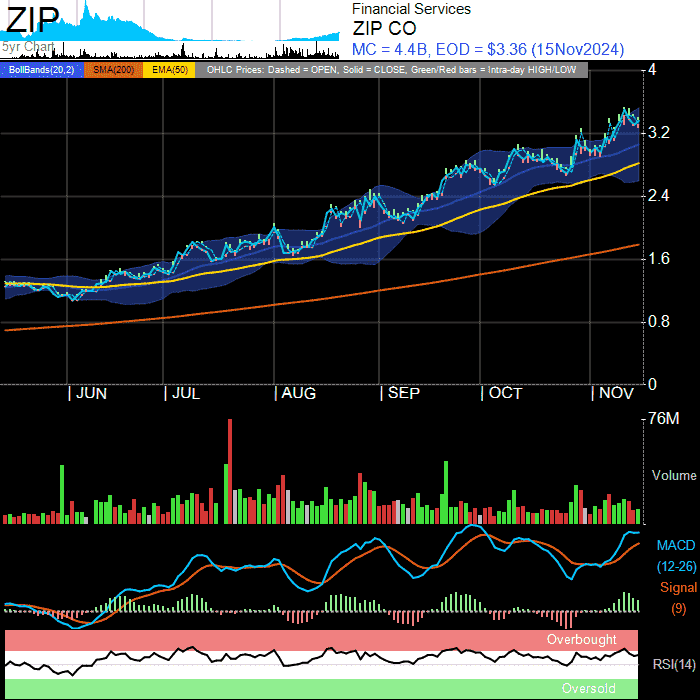 ZIP
5yr Chart
Financial Services
ZIP CO
MC = 4.4B, EOD = $3.36 (15Nov2024)
BollBands(20,2) SMA(200) EMA(50) OHLC Prices: Dashed = OPEN, Solid = CLOSE, Green/Red bars = Intra-day HIGH/LOW
4
3.2
2.4
1.6
0.8
0
| JUN | JUL | AUG | SEP | OCT | NOV
76M
Volume
MACD
(12-26)
Signal
(9)
Overbought
RSI(14)
Oversold